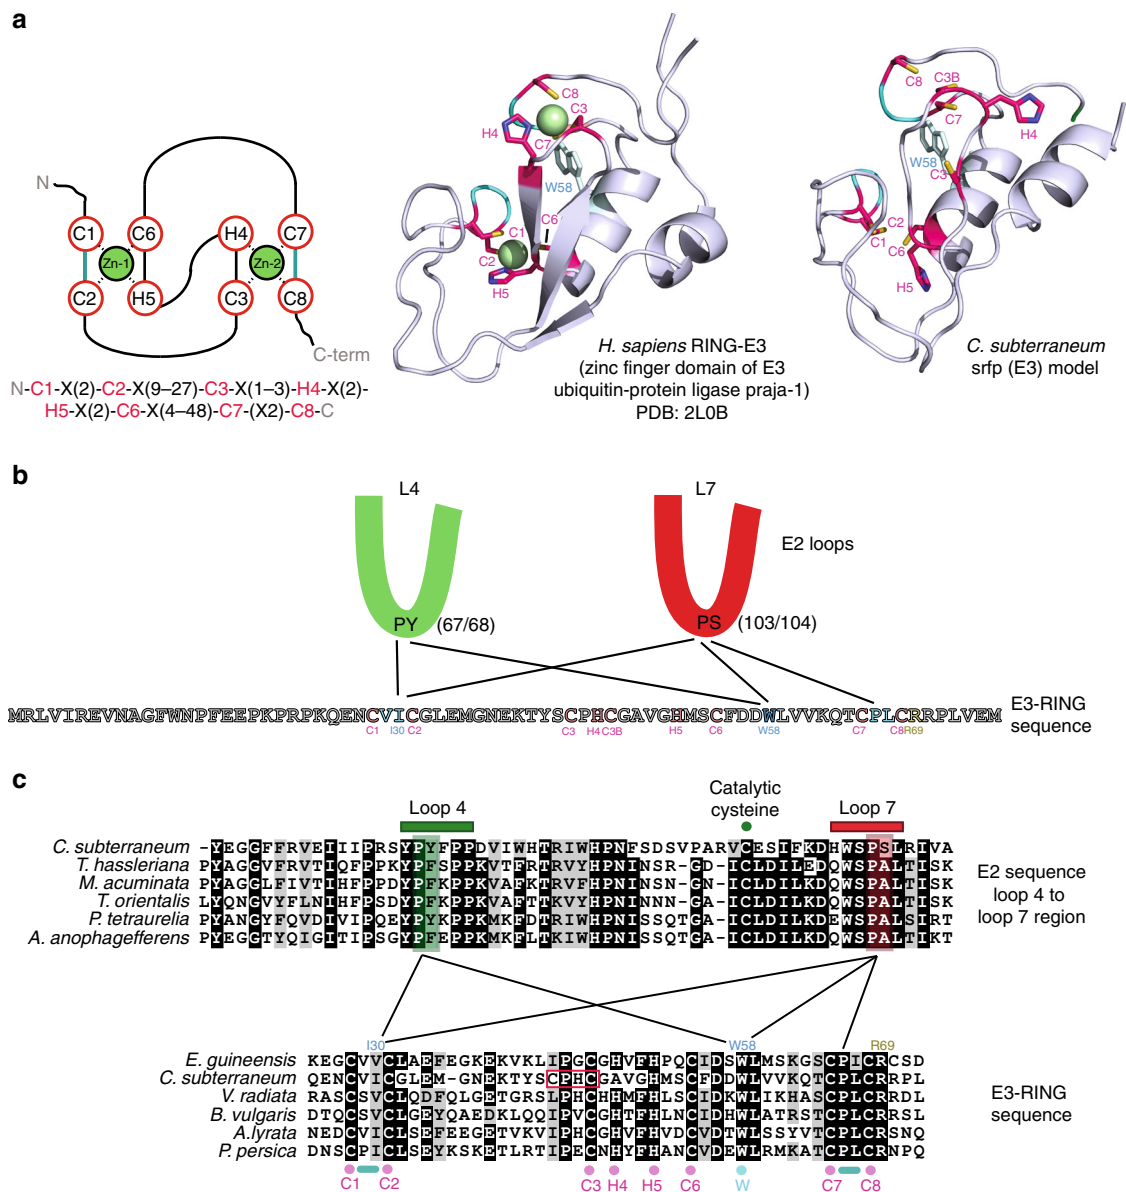 a
N
C1
C6
H4
C7
Zn-1
Zn-2
C2
H5
C3
C8
C-term
N-C1-X(2)-C2-X(9–27)-C3-X(1–3)-H4-X(2)-
H5-X(2)-C6-X(4–48)-C7-(X2)-C8-C
C8
C3
H4
C7
W58
C6
C1
C2
H5
H. sapiens RING-E3
(zinc finger domain of E3
ubiquitin-protein ligase praja-1)
PDB: 2L0B
C8
C3B
C7
H4
W58
C3
C2
C1
C6
H5
C. subterraneum
srfp (E3) model
b
L4
L7
E2 loops
PY (67/68)
PS (103/104)
MRLVIREVNAGFWNPFEEPKPRPKQENCVICGLEMGNEKTYSCPHCGAVGHMSCFDDWLVVKQTCPLCRRPLVEM
E3-RING
sequence
C1 I30 C2 C3 H4 C3B H5 C6 W58 C7 C8 R69
c
Loop 4
Catalytic
cysteine
Loop 7
C. subterraneum -YEGGFFRVEIIIPRSYPYFPPDVIWHTRIWHPNFSDSVPARVCESIFKDHWSPSLRIVA
T. hassleriana PYAGGVFRVTIQFPPKYPFKPPKVTFRTRVYHPNINSR-GD-ICLDILEDQWSPALTISK
M. acuminata PYAGGLFIVTIHFPPDYPFKPPKVAFKTRVFHPNINSN-GN-ICLDILKDQWSPALTISK
T. orientalis LYQNGVYFLNIHFPSDYPFKPPKVAFTTKVYHPNINNN-GA-ICLDILKDQWSPALTISK
P. tetraurelia PYANGYFQVDIVIPQEYPYKPPKMKFDTRIWHPNISSQTGA-ICLDILKDEWSPALSIRT
A. anophagefferens PYEGGTYQIGITIPSGYPFEPPKMKFLTKIWHPNISSQTGA-ICLDILKDQWSPALTIKT
E2 sequence
loop 4 to
loop 7 region
I30
W58
R69
E. guineensis KEGCVVCLAEFEGKEKVKLIPGCGHVFHPQCIDSWLMSKGSCPICRCSD
C. subterraneum QENCVICGLEM-GNEKTYSCPHCGAVGHMSCFDDWLVVKQTCPLCRRPL
V. radiata RASCSVCLQDFQLGETGRSLPHCHHMFHLSCIDKWLIKHASCPLCRRDL
B. vulgaris DTQCSVCLGEYQAEDKLQQIPVCGHTFHLNCIDHWLATRSTCPLCRLSL
A.lyrata NEDCVICLSEFEEGETVKVIPHCGHVFHVDCVDTWLSSYVTCPLCRSNQ
P. persica DNSCPICLSEYKSKETLRTIPECNHYFHANCVDEWLRMKATCPLCRNPQ
E3-RING
sequence
C1 C2 C3 H4 H5 C6 W C7 C8